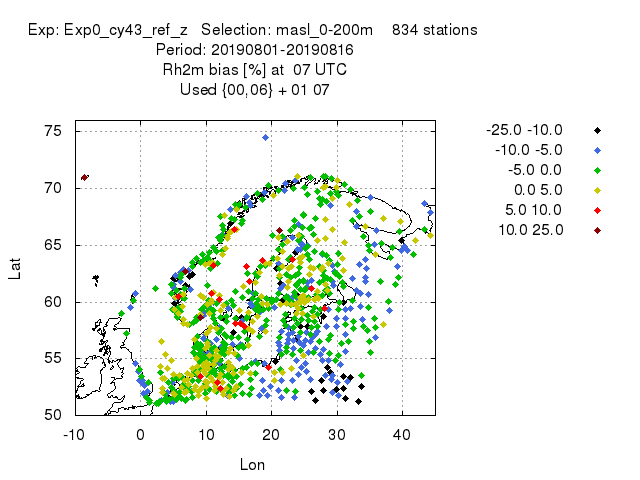 Exp: Exp0_cy43_ref_z Selection: masl_0-200m 834 stations
Period: 20190801-20190816
Rh2m bias [%] at 07 UTC
Used {00,06} + 01 07
75
70
65
60
55
50
-10 0 10 20 30 40
Lat
Lon
-25.0 -10.0
-10.0 -5.0
-5.0 0.0
0.0 5.0
5.0 10.0
10.0 25.0